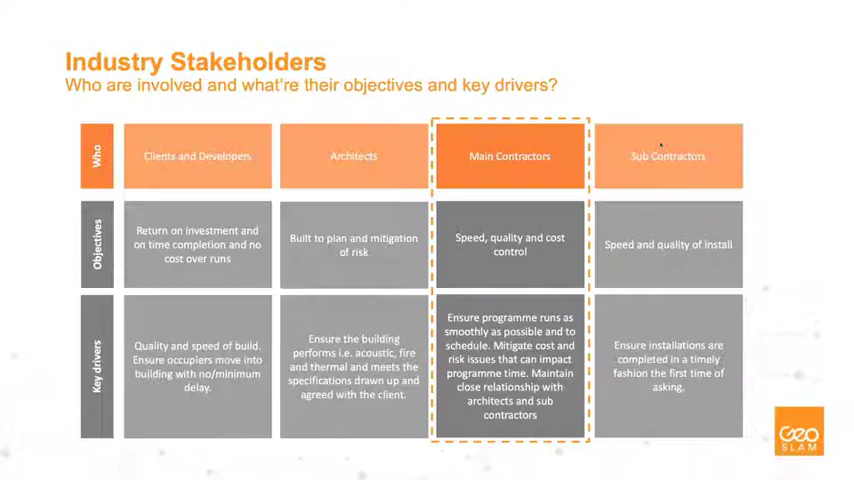 Industry Stakeholders
Who are involved and what're their objectives and key drivers?
Who
Clients and Developers
Architects
Main Contractors
Sub Contractors
Objectives
Return on investment and
on time completion and no
cost over runs
Built to plan and mitigation
of risk
Speed, quality and cost
control
Speed and quality of install
Key drivers
Quality and speed of build.
Ensure occupiers move into
building with no/minimum
delay.
Ensure the building
performs i.e. acoustic, fire
and thermal and meets the
specifications drawn up and
agreed with the client.
Ensure programme runs as
smoothly as possible and to
schedule. Mitigate cost and
risk issues that can impact
programme time. Maintain
close relationship with
architects and sub
contractors
Ensure installations are
completed in a timely
fashion the first time of
asking.
GEO
SLAM